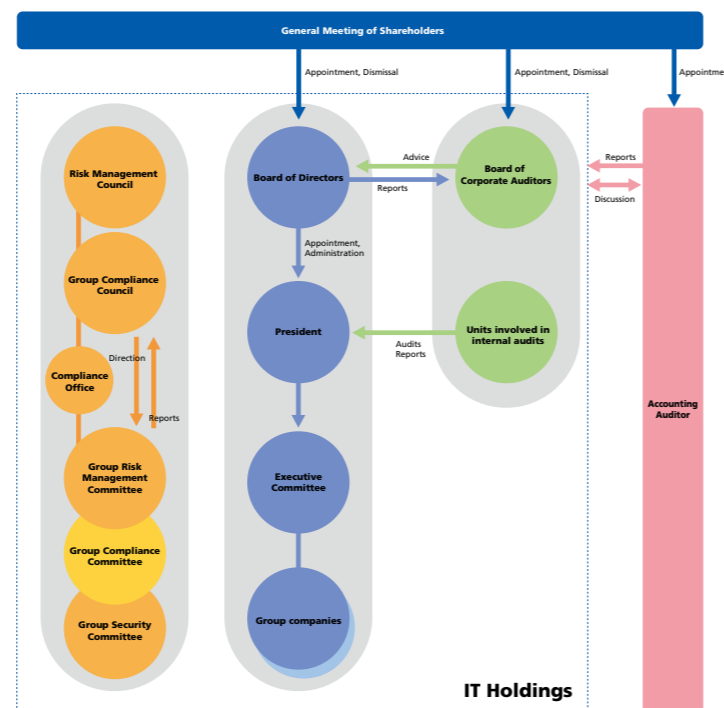 General Meeting of Shareholders
Appointment, Dismissal
Appointment, Dismissal
Appointme
Risk Management
Council
Board of Directors
Advice
Reports
Board of
Corporate Auditors
Reports
Discussion
Appointment,
Administration
Group Compliance
Council
President
Audits
Reports
Units involved in
internal audits
Direction
Compliance
Office
Reports
Accounting
Auditor
Group Risk
Management
Committee
Executive
Committee
Group Compliance
Committee
Group Security
Committee
Group companies
IT Holdings